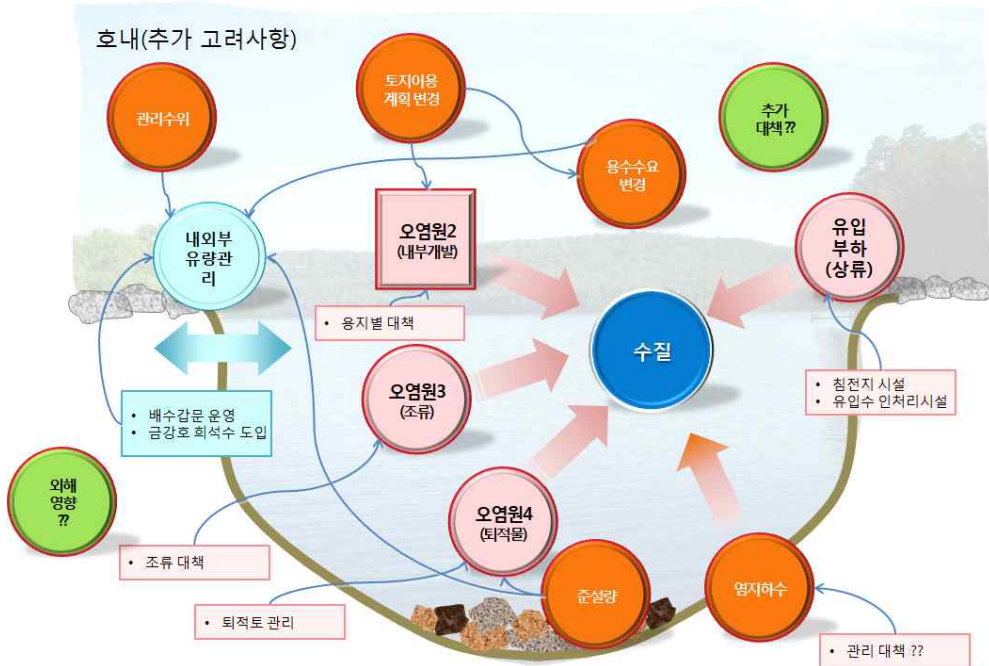 호내(추가 고려사항)
관리수위
토지이용
계획 변경
추가
대책 ??
용수수요
변경
내외부
유량관
리
오염원2
(내부개발)
유입
부하
(상류)
• 용지별 대책
수질
오염원3
(조류)
• 침전지 시설
• 유입수 인처리시설
• 배수갑문 운영
• 금강호 희석수 도입
외해
영향
??
오염원4
(퇴적물)
• 조류 대책
준설량
염지하수
• 퇴적토 관리
• 관리 대책 ??